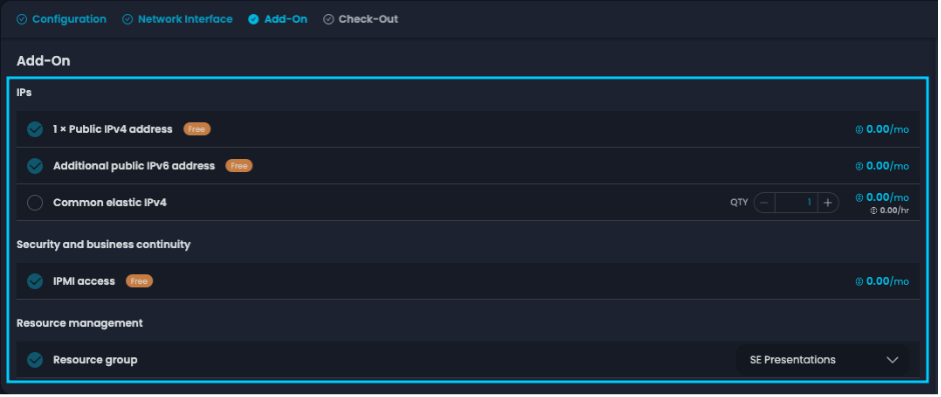 Configuration Network Interface Add-On Check-Out
Add-On
IPs
1 × Public IPv4 address Free 0.00/mo
Additional public IPv6 address Free 0.00/mo
Common elastic IPv4 QTY − 1 + 0.00/mo
0.00/hr
Security and business continuity
IPMI access Free 0.00/mo
Resource management
Resource group SE Presentations